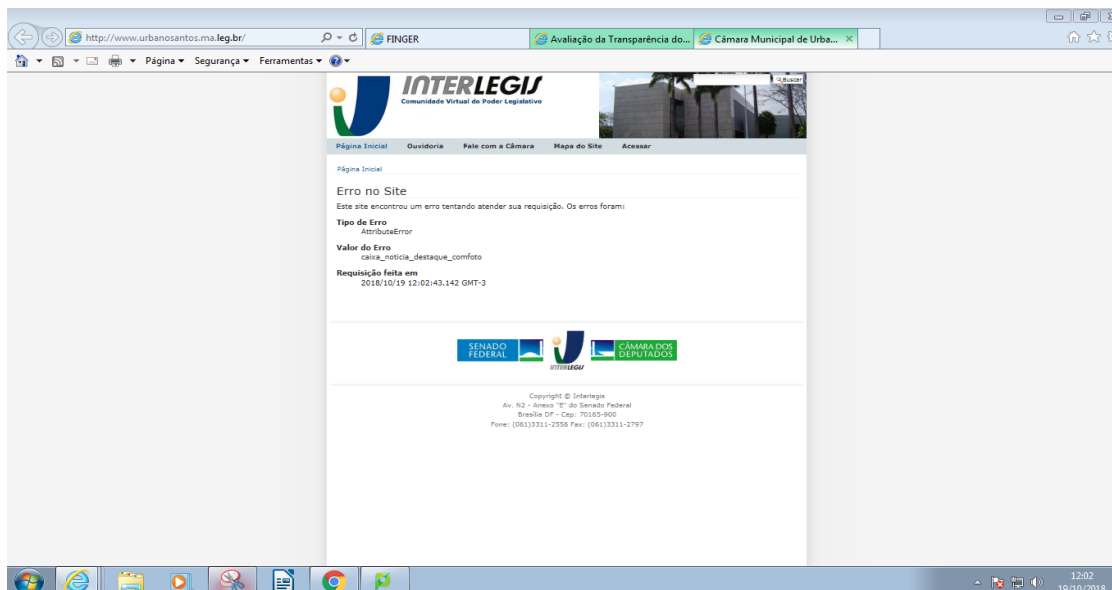 http://www.urbanosantos.ma.leg.br/
FINGER
Avaliação da Transparência do...
Câmara Municipal de Urba...
Página
Segurança
Ferramentas
INTERLEGIS
Comunidade Virtual do Poder Legislativo
Buscar
Página Inicial
Ouvidoria
Fale com a Câmara
Mapa do Site
Acessar
Página Inicial
Erro no Site
Este site encontrou um erro tentando atender sua requisição. Os erros foram:
Tipo de Erro
AttributeError
Valor do Erro
caixa_noticia_destaque_comfoto
Requisição feita em
2018/10/19 12:02:43.142 GMT-3
SENADO
FEDERAL
INTERLEGIS
CÂMARA DOS
DEPUTADOS
Copyright © Interlegis
Av. N2 - Anexo "E" do Senado Federal
Brasília DF - Cep: 70165-900
Fone: (061)3311-2556 Fax: (061)3311-2797
12:02
19/10/2018